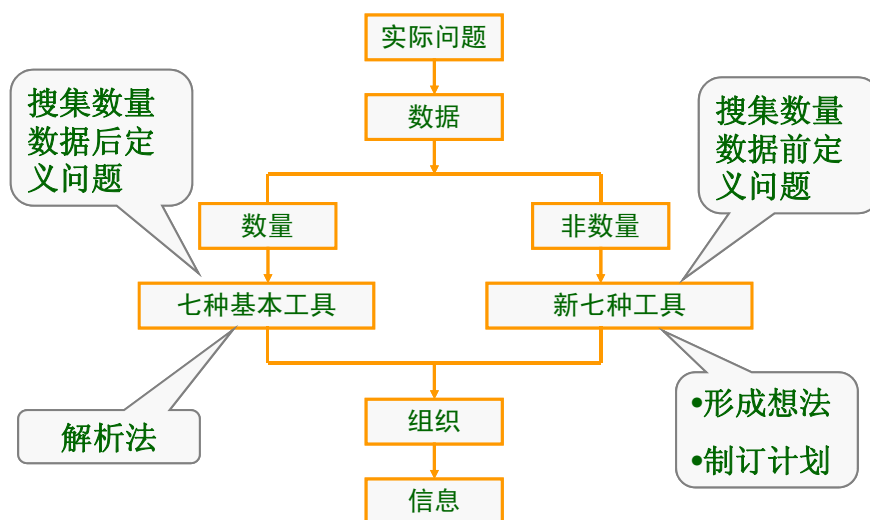 实际问题
搜集数量
数据后定
义问题
数据
搜集数量
数据前定
义问题
数量
非数量
七种基本工具
新七种工具
解析法
组织
•形成想法
•制订计划
信息